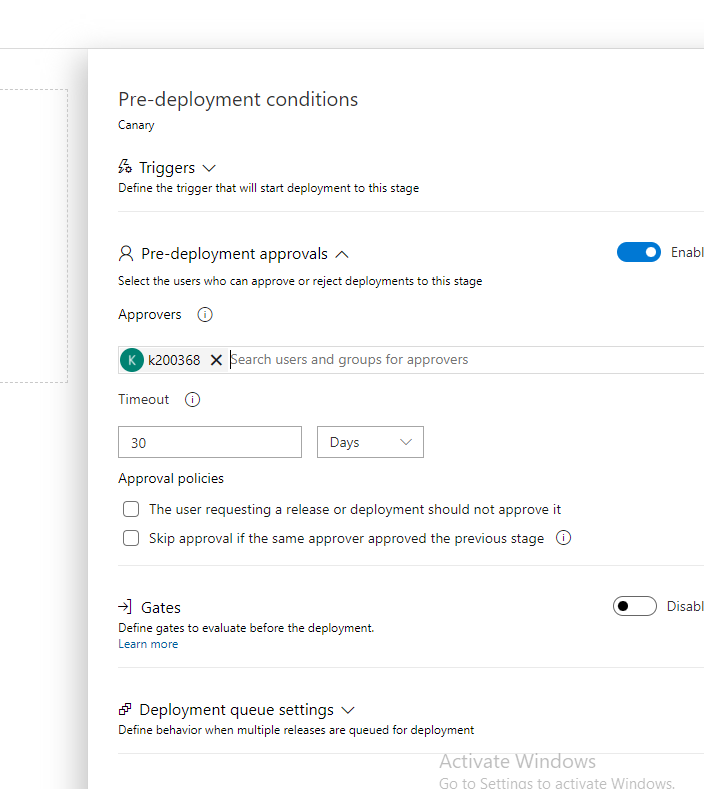 Pre-deployment conditions
Canary
Triggers
Define the trigger that will start deployment to this stage
Pre-deployment approvals
Enabl
Select the users who can approve or reject deployments to this stage
Approvers
K k200368 Search users and groups for approvers
Timeout
30 Days
Approval policies
The user requesting a release or deployment should not approve it
Skip approval if the same approver approved the previous stage
Gates
Disabl
Define gates to evaluate before the deployment.
Learn more
Deployment queue settings
Define behavior when multiple releases are queued for deployment
Activate Windows
Go to Settings to activate Windows.